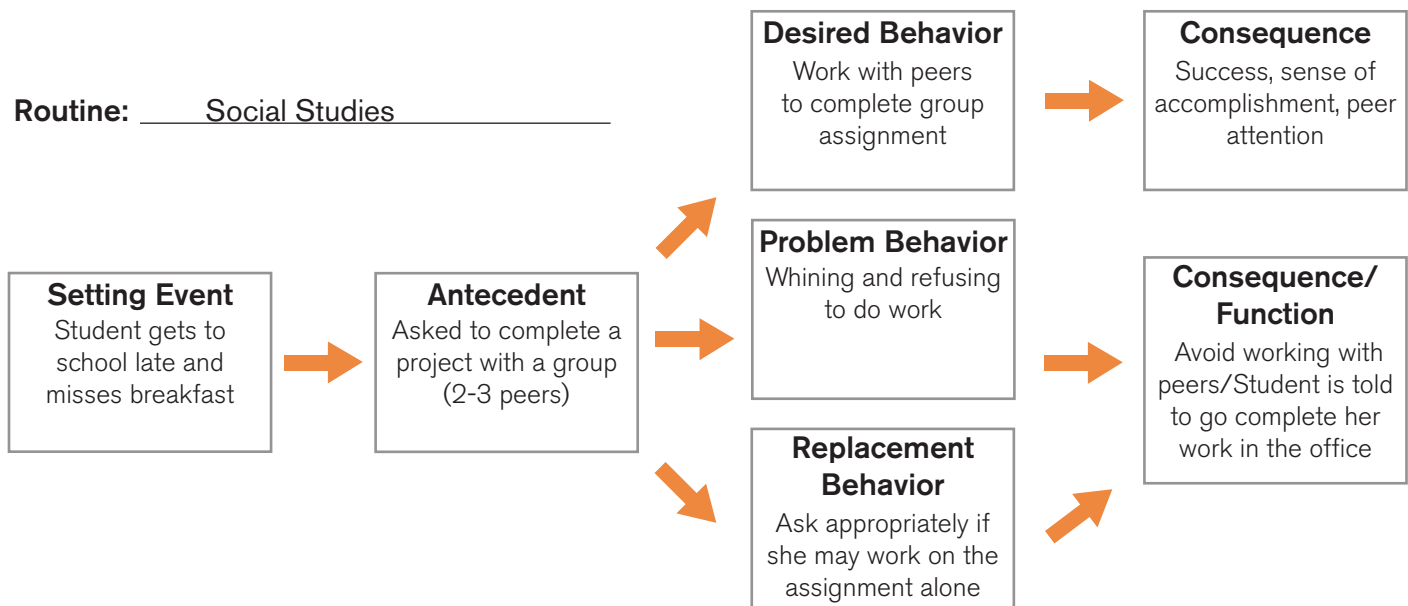 Routine: Social Studies
Desired Behavior
Work with peers
to complete group
assignment
Consequence
Success, sense of
accomplishment, peer
attention
Setting Event
Student gets to
school late and
misses breakfast
Antecedent
Asked to complete a
project with a group
(2-3 peers)
Problem Behavior
Whining and refusing
to do work
Consequence/
Function
Avoid working with
peers/Student is told
to go complete her
work in the office
Replacement
Behavior
Ask appropriately if
she may work on the
assignment alone